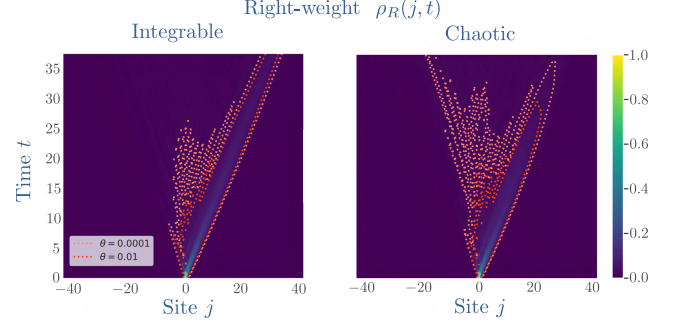 Right-weight ρ_R(j, t)
Integrable
Chaotic
Time t
35
30
25
20
15
10
5
0
θ = 0.0001
θ = 0.01
−40 −20 0 20 40
Site j
−40 −20 0 20 40
Site j
1.0
0.8
0.6
0.4
0.2
0.0